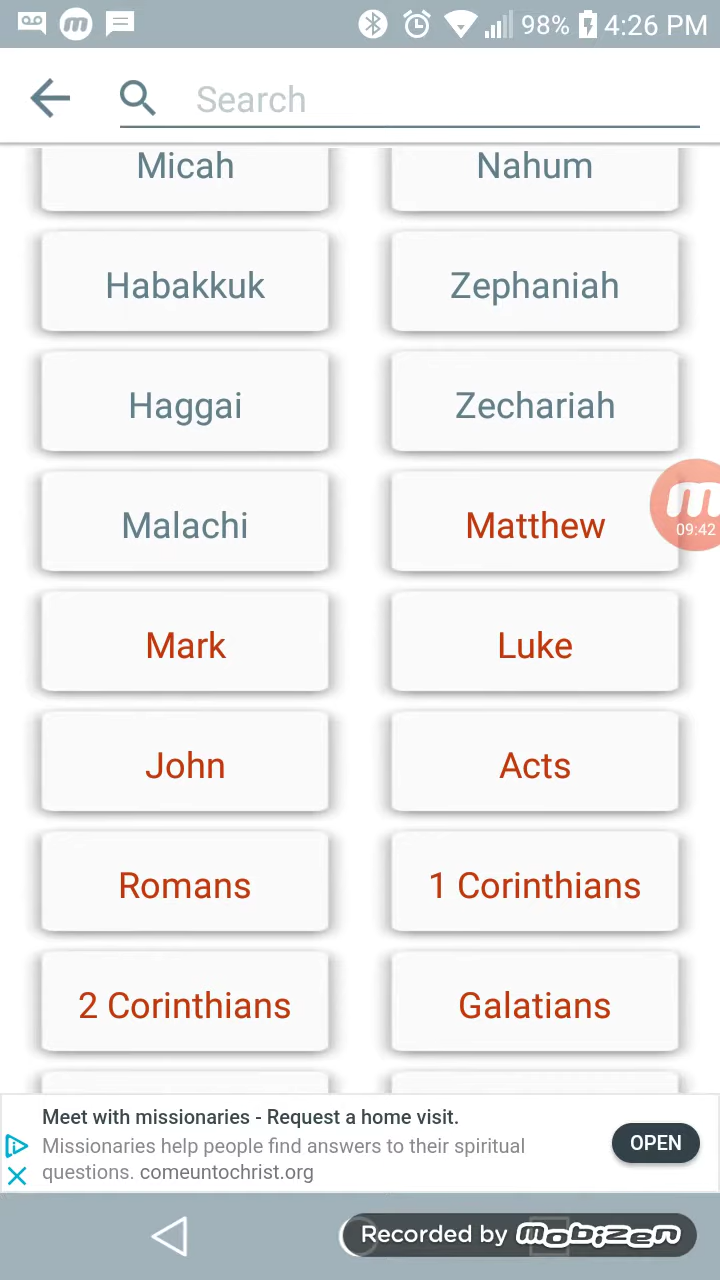 98% 4:26 PM
Search
Micah Nahum
Habakkuk Zephaniah
Haggai Zechariah
Malachi Matthew
09:42
Mark Luke
John Acts
Romans 1 Corinthians
2 Corinthians Galatians
Meet with missionaries - Request a home visit.
Missionaries help people find answers to their spiritual
questions. comeuntochrist.org
OPEN
Recorded by mobizen